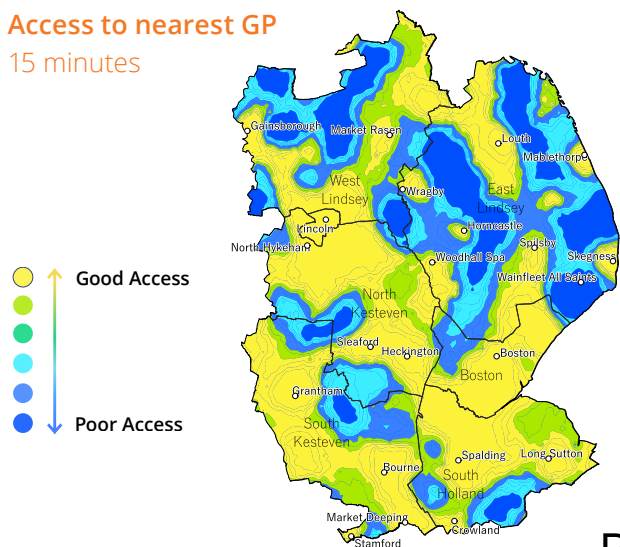 Access to nearest GP
15 minutes
Gainsborough
Market Rasen
Louth
Mablethorpe
West
Lindsey
Wragby
East
Lindsey
Lincoln
Horncastle
North Hykeham
Spilsby
Woodhall Spa
Skegness
Wainfleet All Saints
Good Access
North
Kesteven
Sleaford
Heckington
Boston
Boston
Grantham
Poor Access
South
Kesteven
Spalding
Long Sutton
Bourne
South
Holland
Market Deeping
Crowland
Stamford